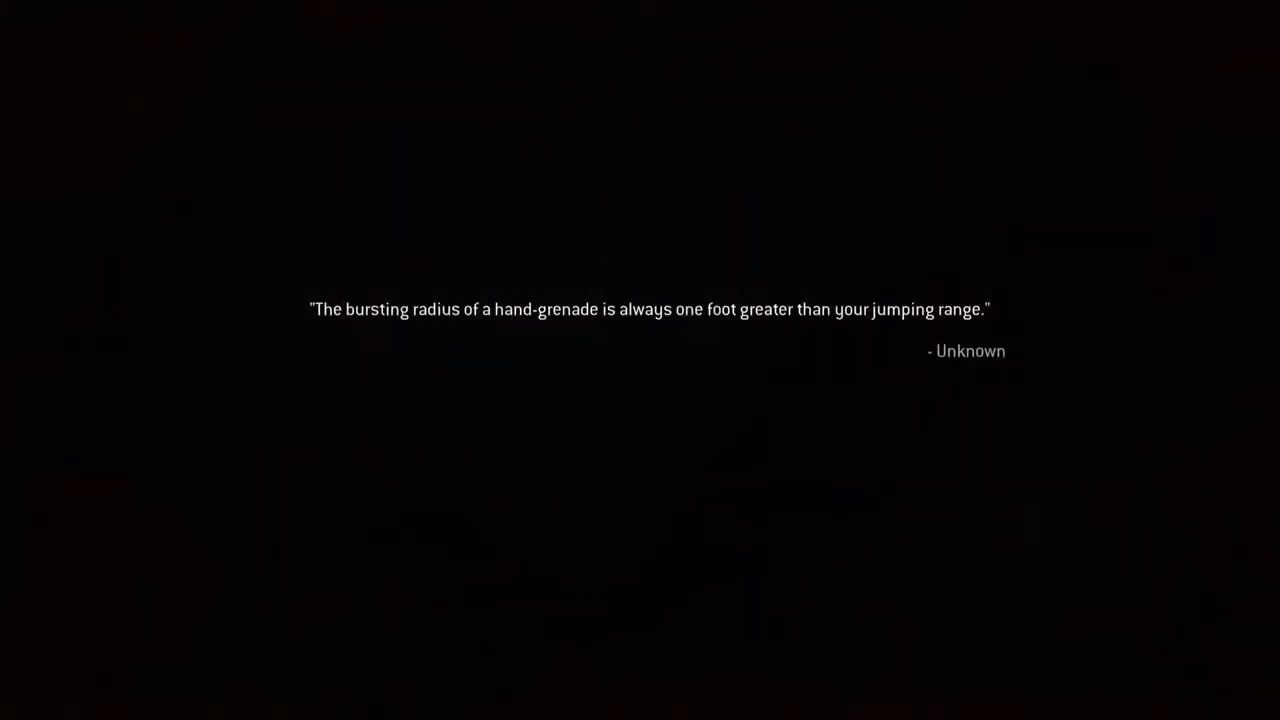 "The bursting radius of a hand-grenade is always one foot greater than your jumping range."
- Unknown